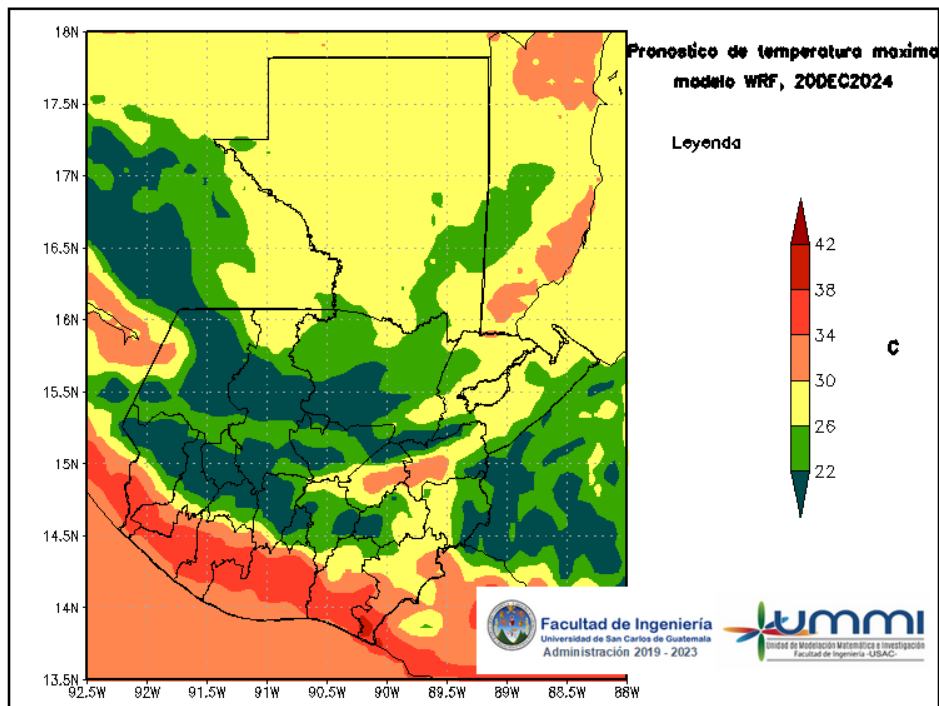 Pronostico de temperatura maxima
modelo WRF, 20DEC2024
Leyenda
42
38
34
30
26
22
C
18N
17.5N
17N
16.5N
16N
15.5N
15N
14.5N
14N
13.5N
92.5W 92W 91.5W 91W 90.5W 90W 89.5W 89W 88.5W 88W
Facultad de Ingeniería
Universidad de San Carlos de Guatemala
Administración 2019 - 2023
UMMI
Unidad de Modelación Matemática e Investigación
Facultad de Ingeniería -USAC-